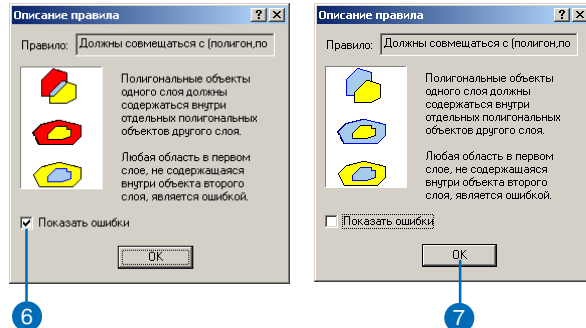 Описание правила
Правило: Должны совмещаться с (полигон,по
Полигональные объекты
одного слоя должны
содержаться внутри
отдельных полигональных
объектов другого слоя.
Любая область в первом
слое, не содержащаяся
внутри объекта второго
слоя, является ошибкой.
Показать ошибки
OK
6
Описание правила
Правило: Должны совмещаться с (полигон,по
Полигональные объекты
одного слоя должны
содержаться внутри
отдельных полигональных
объектов другого слоя.
Любая область в первом
слое, не содержащаяся
внутри объекта второго
слоя, является ошибкой.
Показать ошибки
OK
7